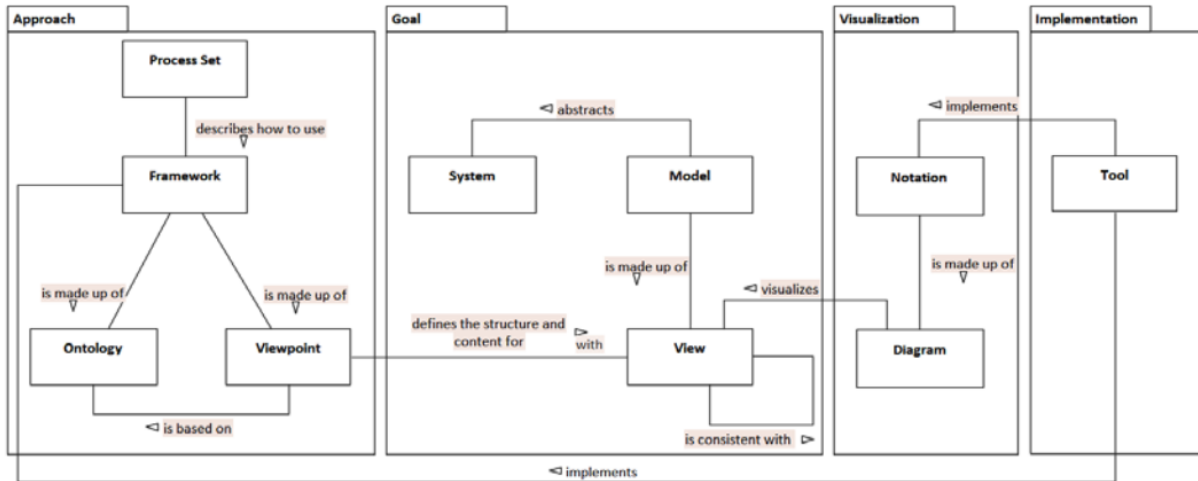 Approach
Goal
Visualization
Implementation
Process Set
describes how to use
Framework
is made up of
is made up of
Ontology
Viewpoint
is based on
abstracts
System
Model
is made up of
defines the structure and
content for
with
View
is consistent with
visualizes
implements
Notation
Tool
is made up of
Diagram
implements